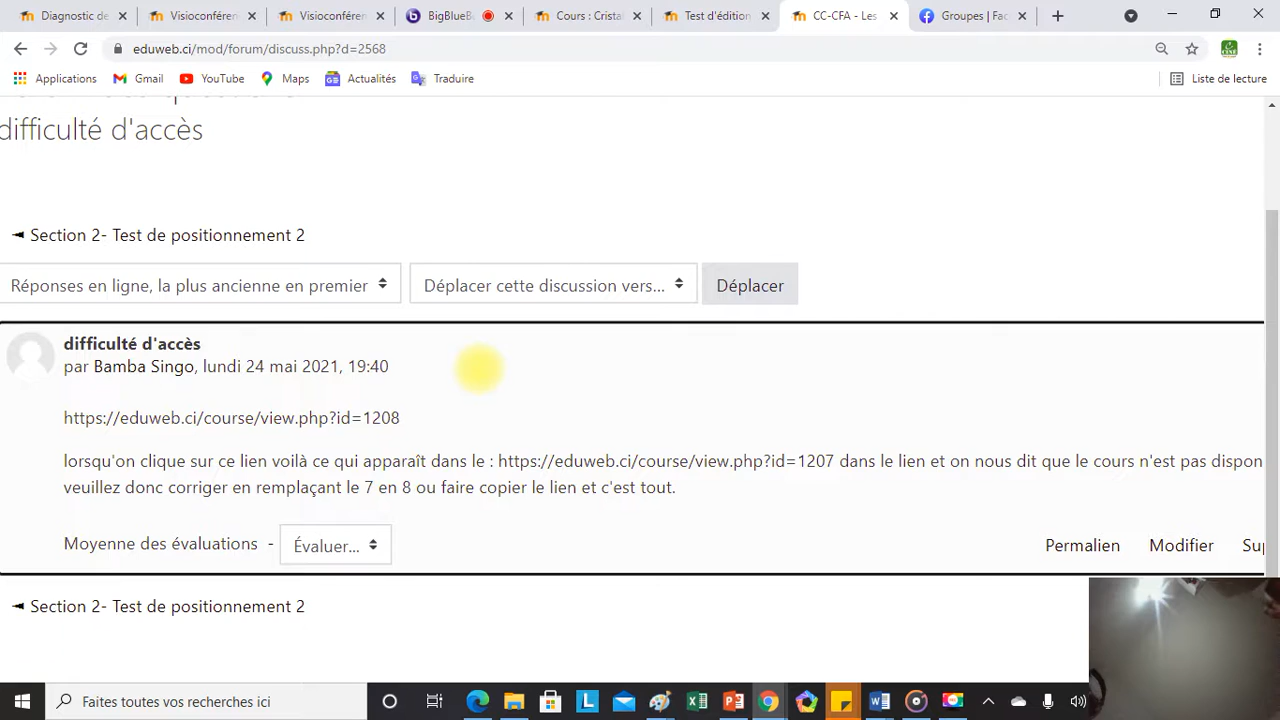 Diagnostic de
Visioconféren
Visioconféren
BigBlueBa
Cours : Crista
Test d'édition
CC-CFA - Les
Groupes | Fac
eduweb.ci/mod/forum/discuss.php?d=2568
Applications
Gmail
YouTube
Maps
Actualités
Traduire
Liste de lecture
difficulté d'accès
Section 2- Test de positionnement 2
Réponses en ligne, la plus ancienne en premier
Déplacer cette discussion vers...
Déplacer
difficulté d'accès
par Bamba Singo, lundi 24 mai 2021, 19:40
https://eduweb.ci/course/view.php?id=1208
lorsqu'on clique sur ce lien voilà ce qui apparaît dans le : https://eduweb.ci/course/view.php?id=1207 dans le lien et on nous dit que le cours n'est pas dispon
veuillez donc corriger en remplaçant le 7 en 8 ou faire copier le lien et c'est tout.
Moyenne des évaluations -
Évaluer...
Permalien
Modifier
Sup
Section 2- Test de positionnement 2
Faites toutes vos recherches ici